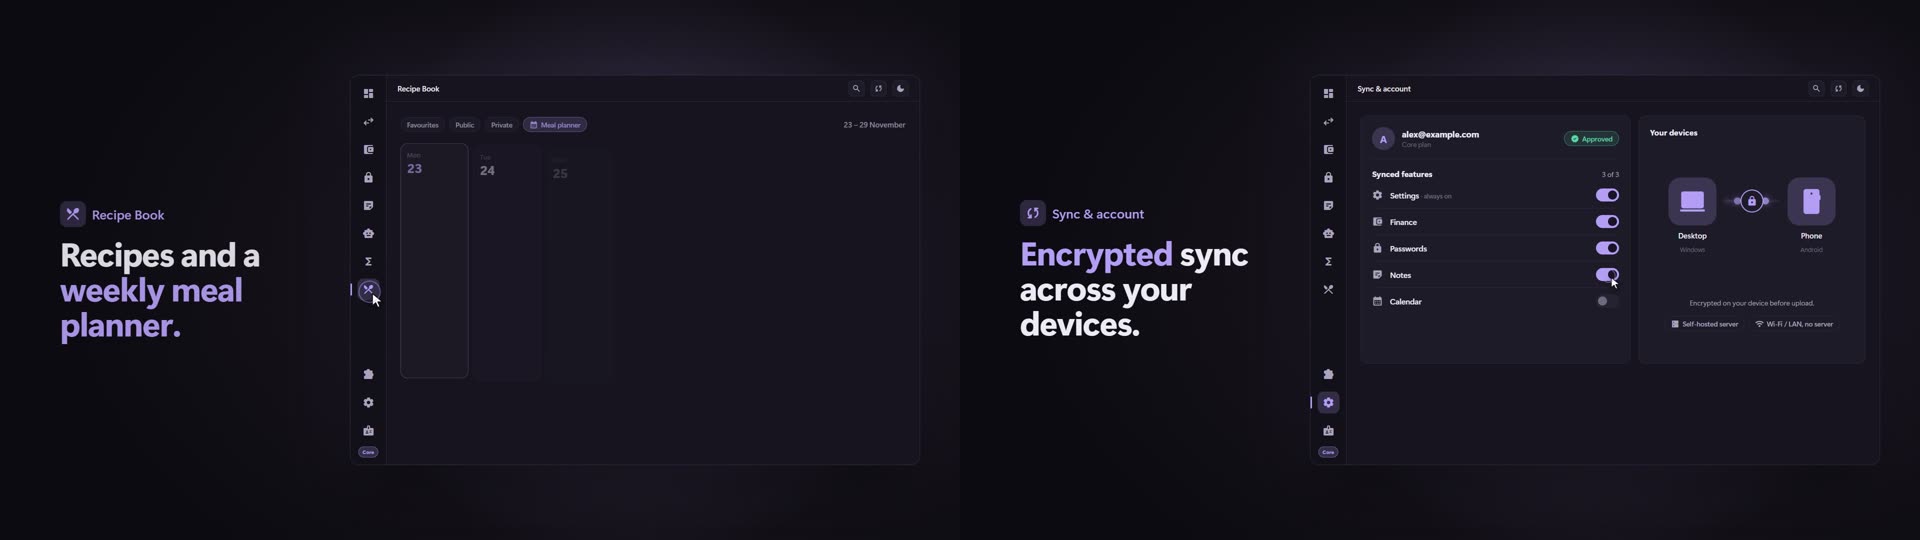 Recipe Book
Recipes and a
weekly meal
planner.
Recipe Book
Favourites
Public
Private
Meal planner
23 – 29 November
Mon
23
Tue
24
25
Core
Sync & account
Encrypted sync
across your
devices.
Sync & account
A
alex@example.com
Core plan
Approved
Synced features
3 of 3
Settings · always on
Finance
Passwords
Notes
Calendar
Your devices
Desktop
Windows
Phone
Android
Encrypted on your device before upload.
Self-hosted server
Wi-Fi / LAN, no server
Core